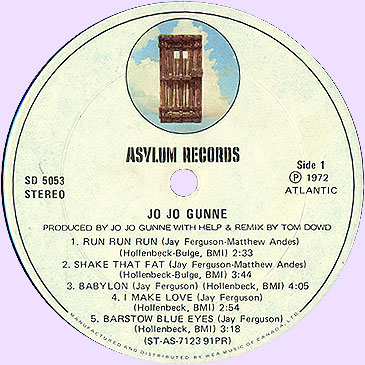 ASYLUM RECORDS
SD 5053
STEREO
Side 1
℗ 1972
ATLANTIC
JO JO GUNNE
PRODUCED BY JO JO GUNNE WITH HELP & REMIX BY TOM DOWD
1. RUN RUN RUN (Jay Ferguson-Matthew Andes)
(Hollenbeck-Bulge, BMI) 2:33
2. SHAKE THAT FAT (Jay Ferguson-Matthew Andes)
(Hollenbeck-Bulge, BMI) 3:44
3. BABYLON (Jay Ferguson) (Hollenbeck, BMI) 4:05
4. I MAKE LOVE (Jay Ferguson)
(Hollenbeck, BMI) 2:54
5. BARSTOW BLUE EYES (Jay Ferguson)
(Hollenbeck, BMI) 3:18
(ST-AS-7123 91PR)
MANUFACTURED AND DISTRIBUTED BY WEA MUSIC OF CANADA, LTD.